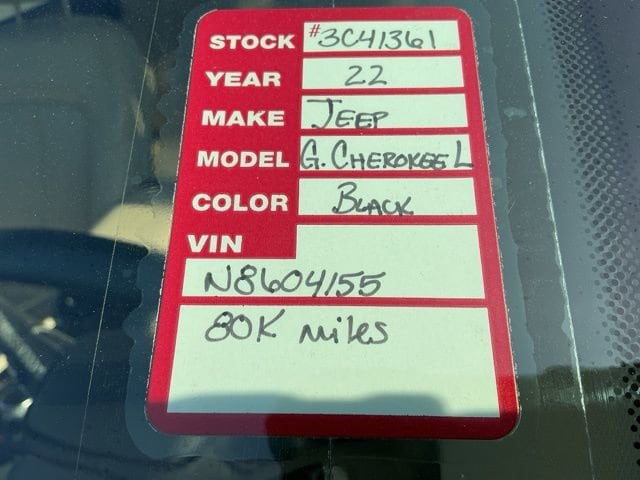 STOCK #3C41361
YEAR 22
MAKE JEEP
MODEL G. CHEROKEE L
COLOR BLACK
VIN
N8604155
80K miles